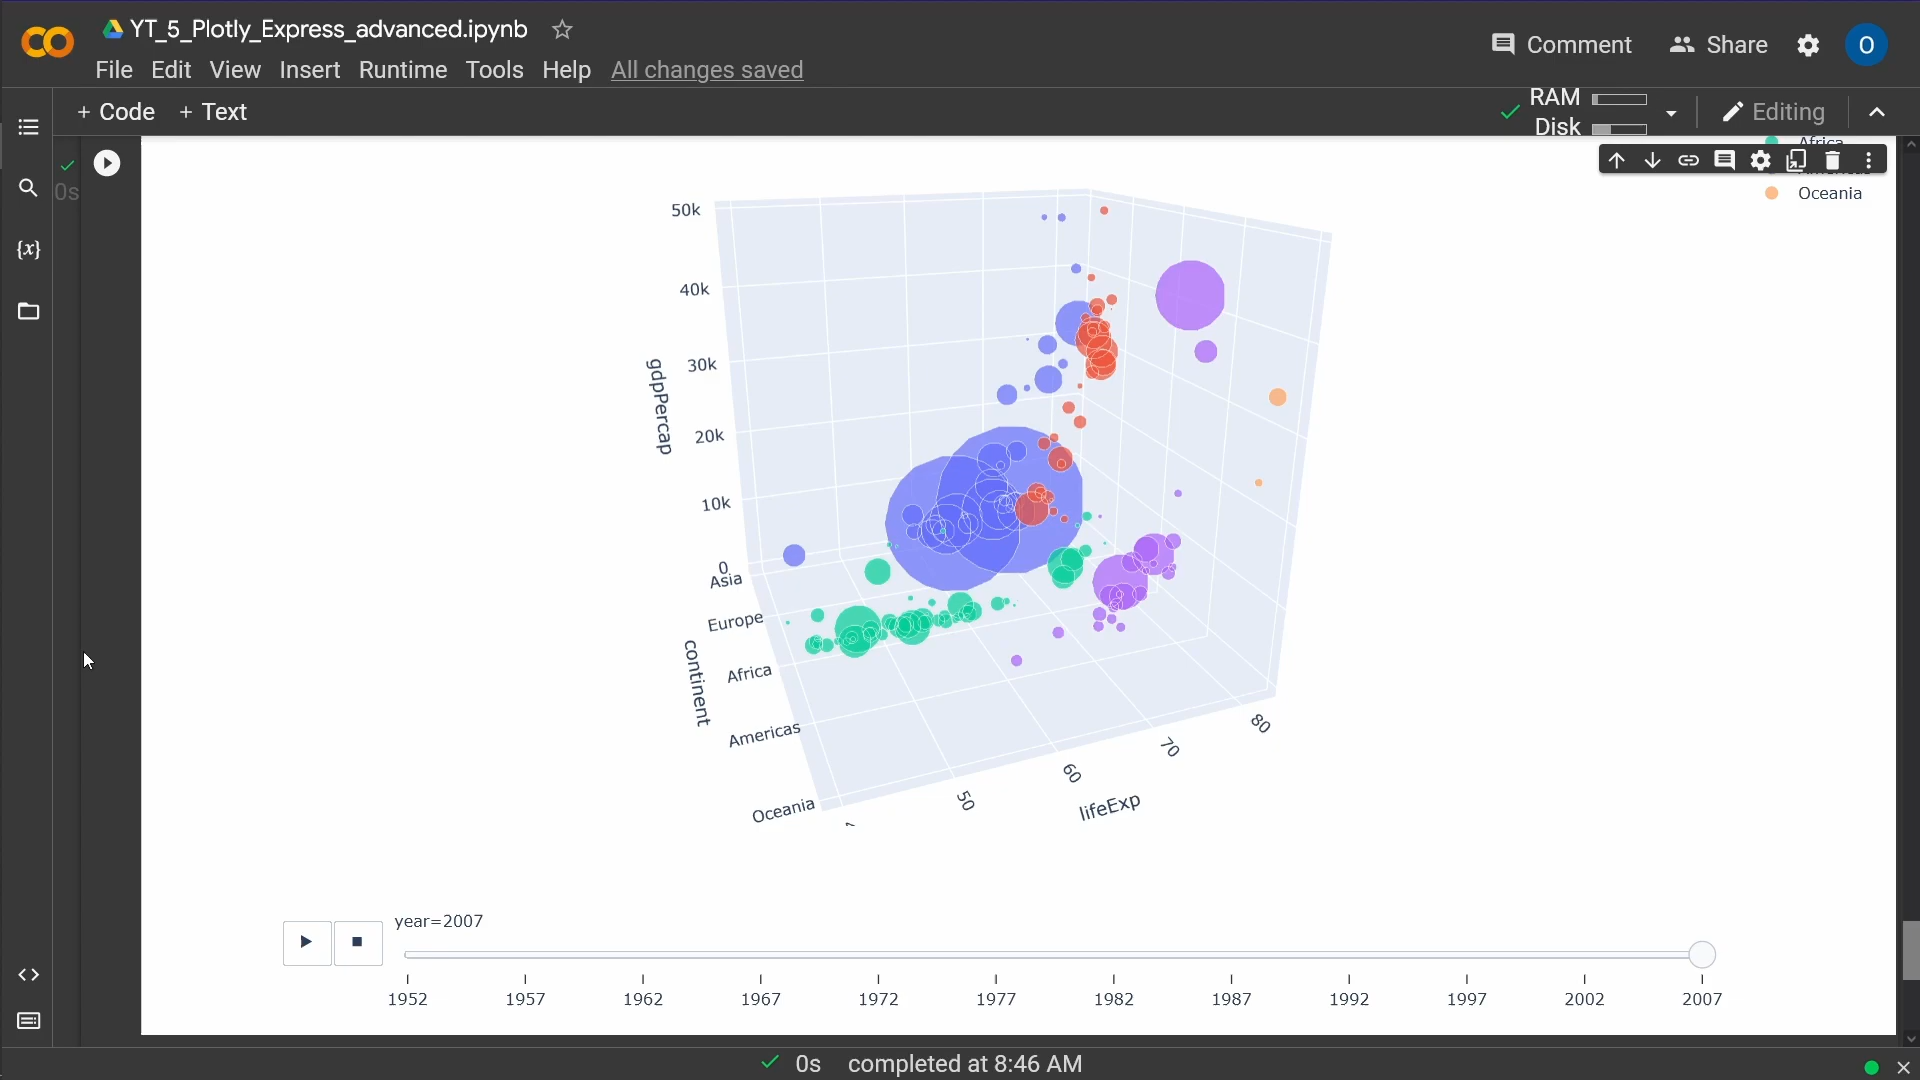 YT_5_Plotly_Express_advanced.ipynb
Comment Share O
File Edit View Insert Runtime Tools Help All changes saved
+ Code + Text
RAM
Disk
Editing
0s
Africa
Oceania
50k
40k
30k
20k
10k
0
gdpPercap
Asia
Europe
Africa
Americas
Oceania
continent
50
60
70
80
lifeExp
year=2007
1952 1957 1962 1967 1972 1977 1982 1987 1992 1997 2002 2007
0s completed at 8:46 AM